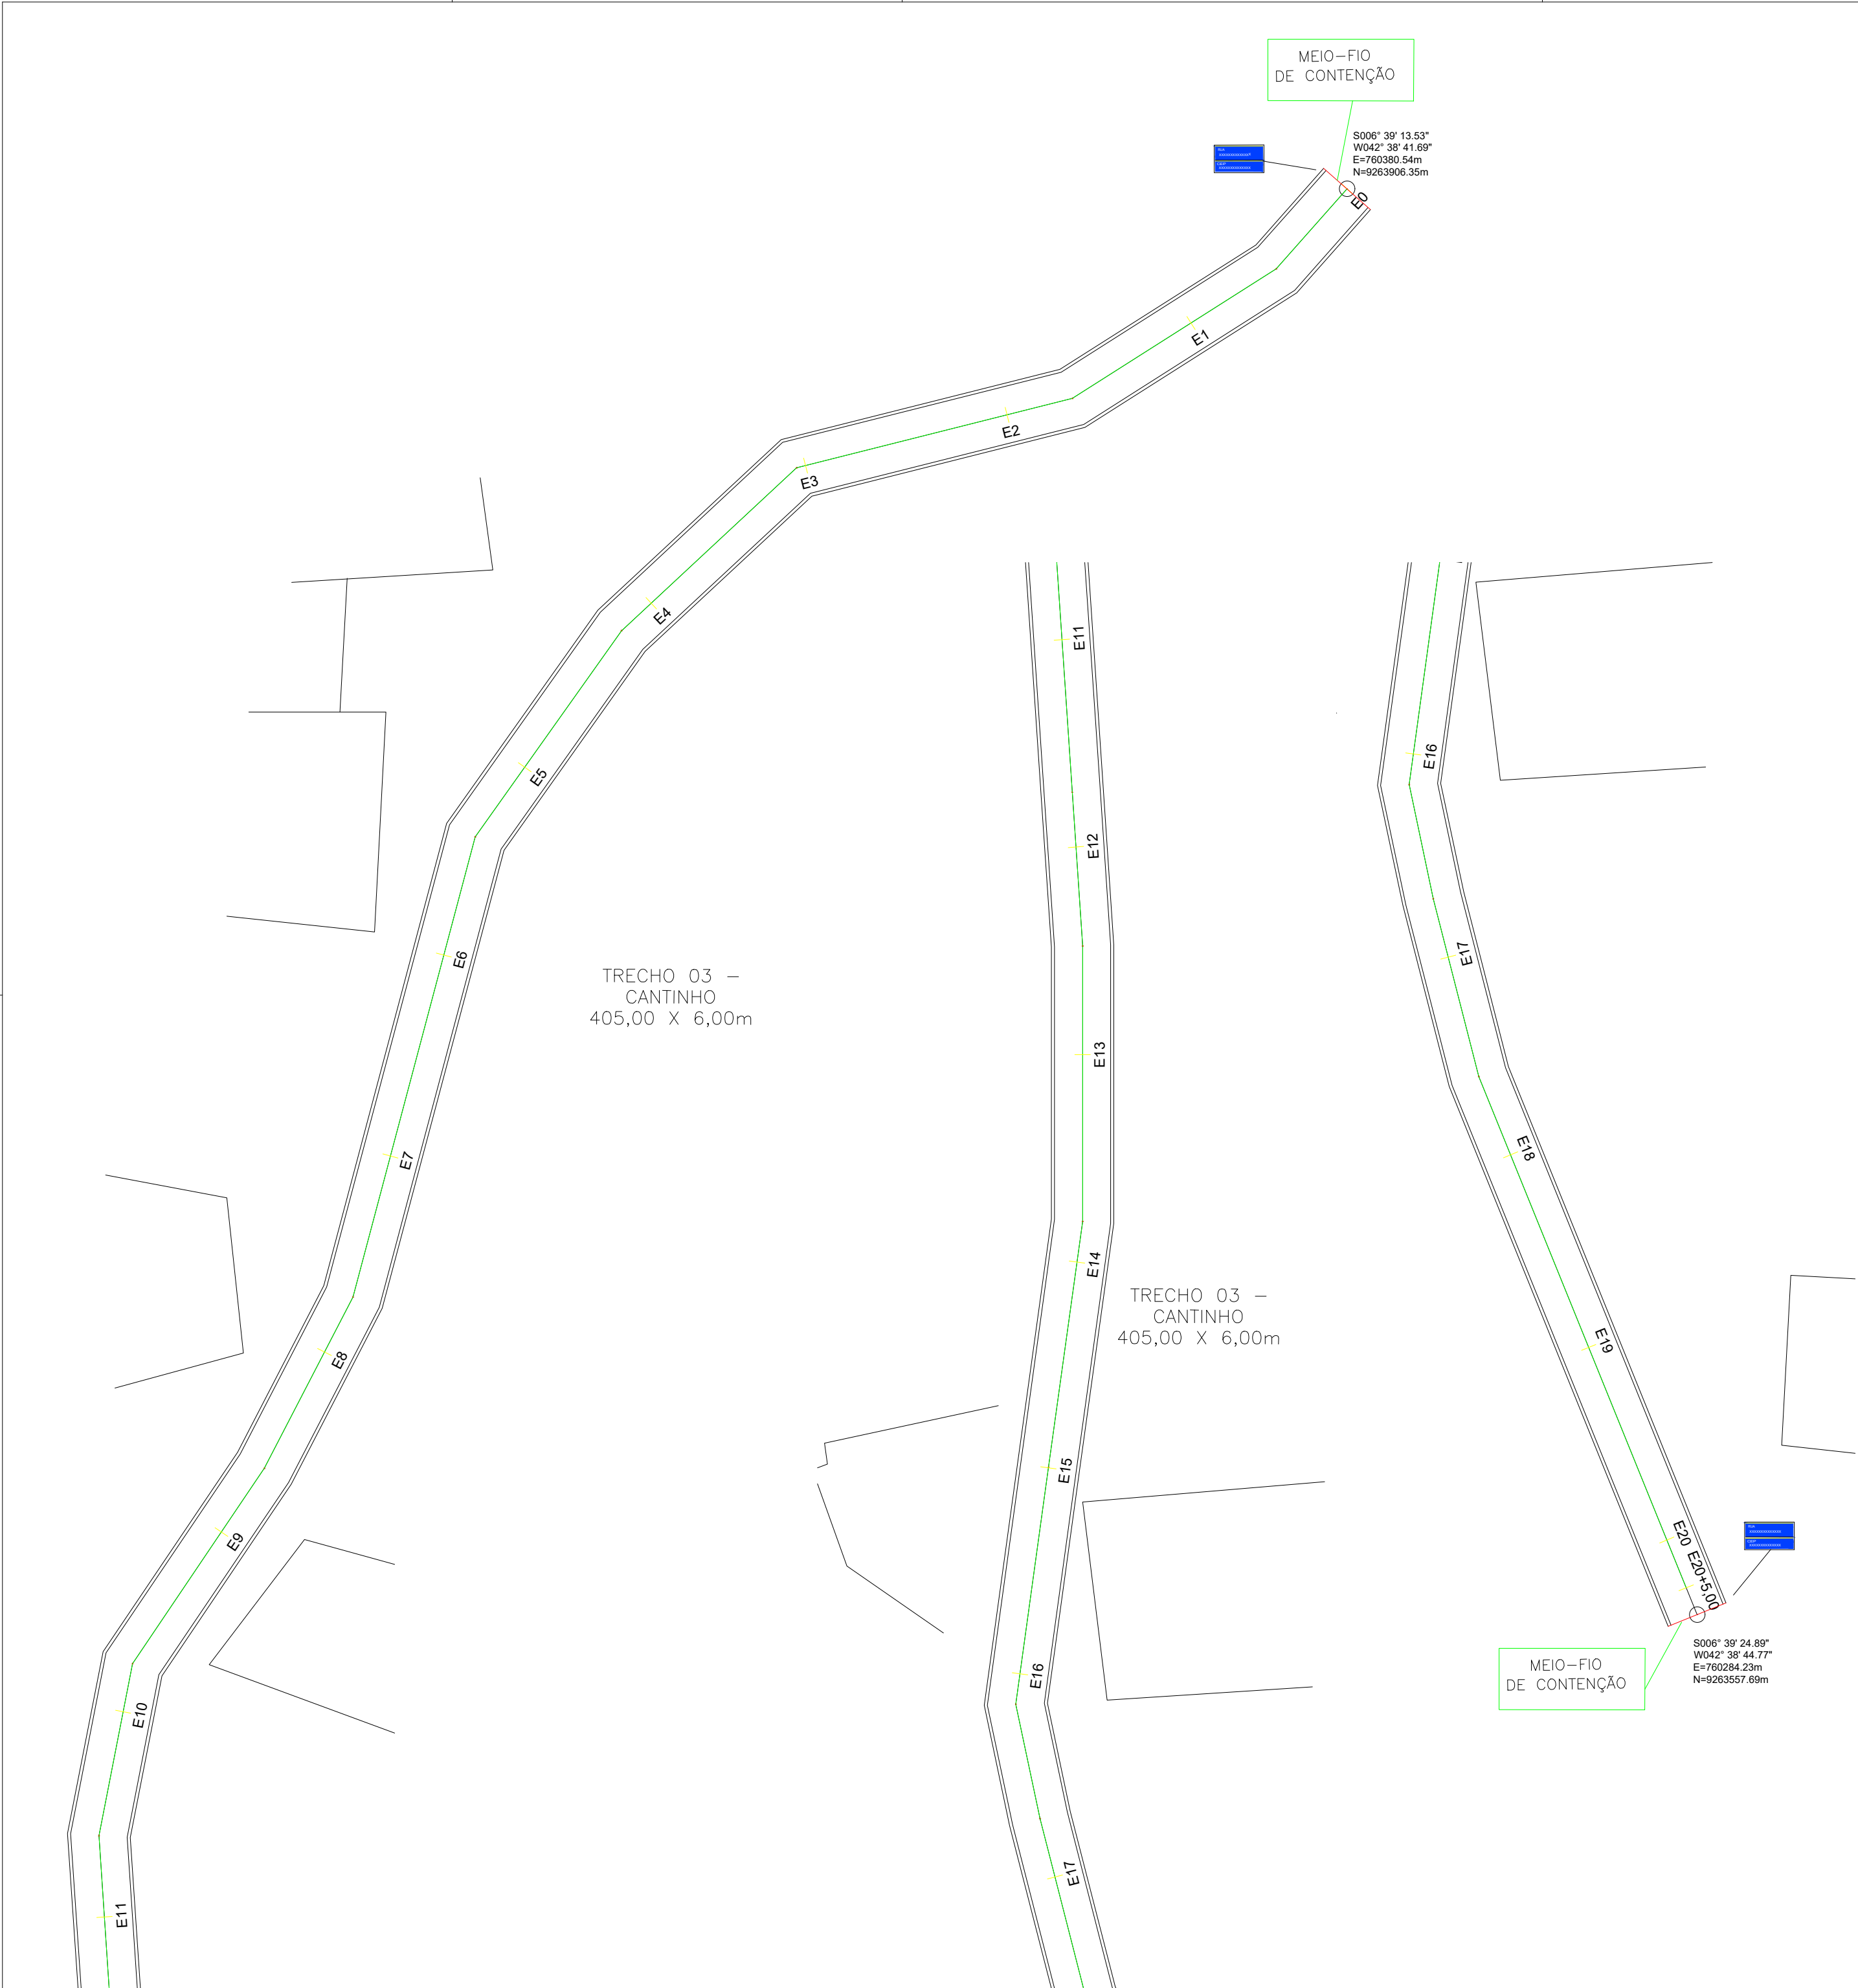 MEIO-FIO
DE CONTENÇÃO
S006° 39' 13.53"
W042° 38' 41.69"
E=760380.54m
N=9263906.35m
E0
E1
E2
E3
E4
E5
E6
E7
E8
E9
E10
E11
TRECHO 03 -
CANTINHO
405,00 X 6,00m
E11
E12
E13
E14
E15
E16
E17
TRECHO 03 -
CANTINHO
405,00 X 6,00m
E16
E17
E18
E19
E20
E20+5,00
S006° 39' 24.89"
W042° 38' 44.77"
E=760284.23m
N=9263557.69m
MEIO-FIO
DE CONTENÇÃO